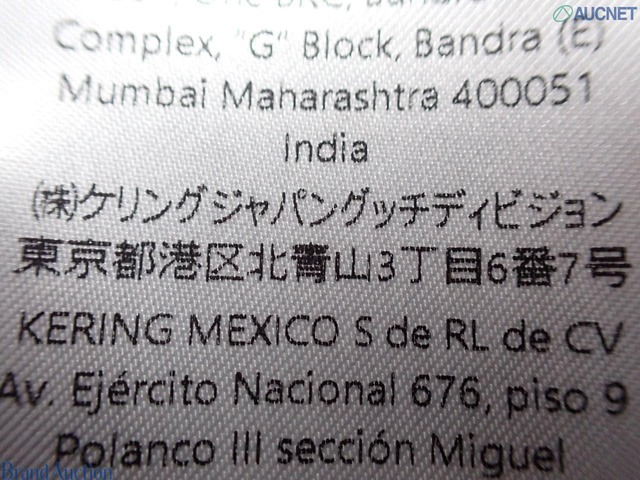 AUCNET
One BKC, Bandra
Complex, "G" Block, Bandra (E)
Mumbai Maharashtra 400051
India
(株)ケリングジャパングッチディビジョン
東京都港区北青山3丁目6番7号
KERING MEXICO S de RL de CV
Av. Ejército Nacional 676, piso 9
Polanco III sección Miguel
Brand Auction